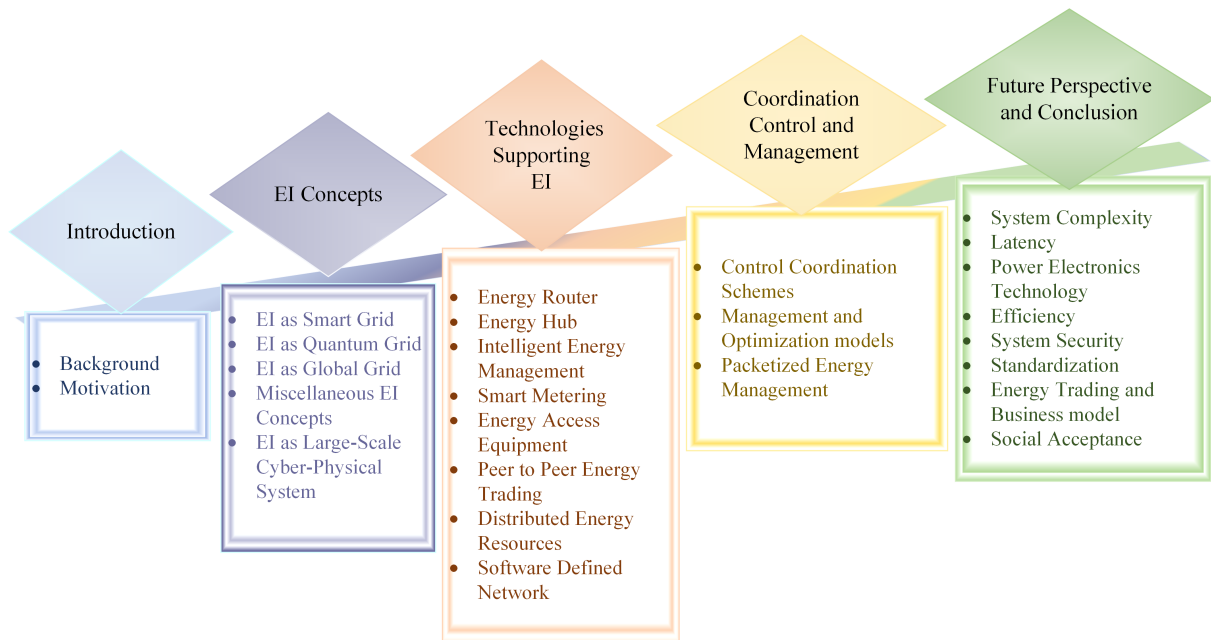 Introduction
• Background
• Motivation
EI Concepts
• EI as Smart Grid
• EI as Quantum Grid
• EI as Global Grid
• Miscellaneous EI
Concepts
• EI as Large-Scale
Cyber-Physical
System
Technologies
Supporting
EI
• Energy Router
• Energy Hub
• Intelligent Energy
Management
• Smart Metering
• Energy Access
Equipment
• Peer to Peer Energy
Trading
• Distributed Energy
Resources
• Software Defined
Network
Coordination
Control and
Management
• Control Coordination
Schemes
• Management and
Optimization models
• Packetized Energy
Management
Future Perspective
and Conclusion
• System Complexity
• Latency
• Power Electronics
Technology
• Efficiency
• System Security
• Standardization
• Energy Trading and
Business model
• Social Acceptance